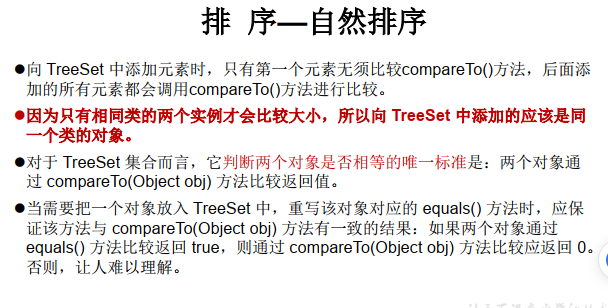 排 序—自然排序
●向 TreeSet 中添加元素时，只有第一个元素无须比较compareTo()方法，后面添
加的所有元素都会调用compareTo()方法进行比较。
●因为只有相同类的两个实例才会比较大小，所以向 TreeSet 中添加的应该是同
一个类的对象。
●对于 TreeSet 集合而言，它判断两个对象是否相等的唯一标准是：两个对象通
过 compareTo(Object obj) 方法比较返回值。
●当需要把一个对象放入 TreeSet 中，重写该对象对应的 equals() 方法时，应保
证该方法与 compareTo(Object obj) 方法有一致的结果：如果两个对象通过
equals() 方法比较返回 true，则通过 compareTo(Object obj) 方法比较应返回 0。
否则，让人难以理解。